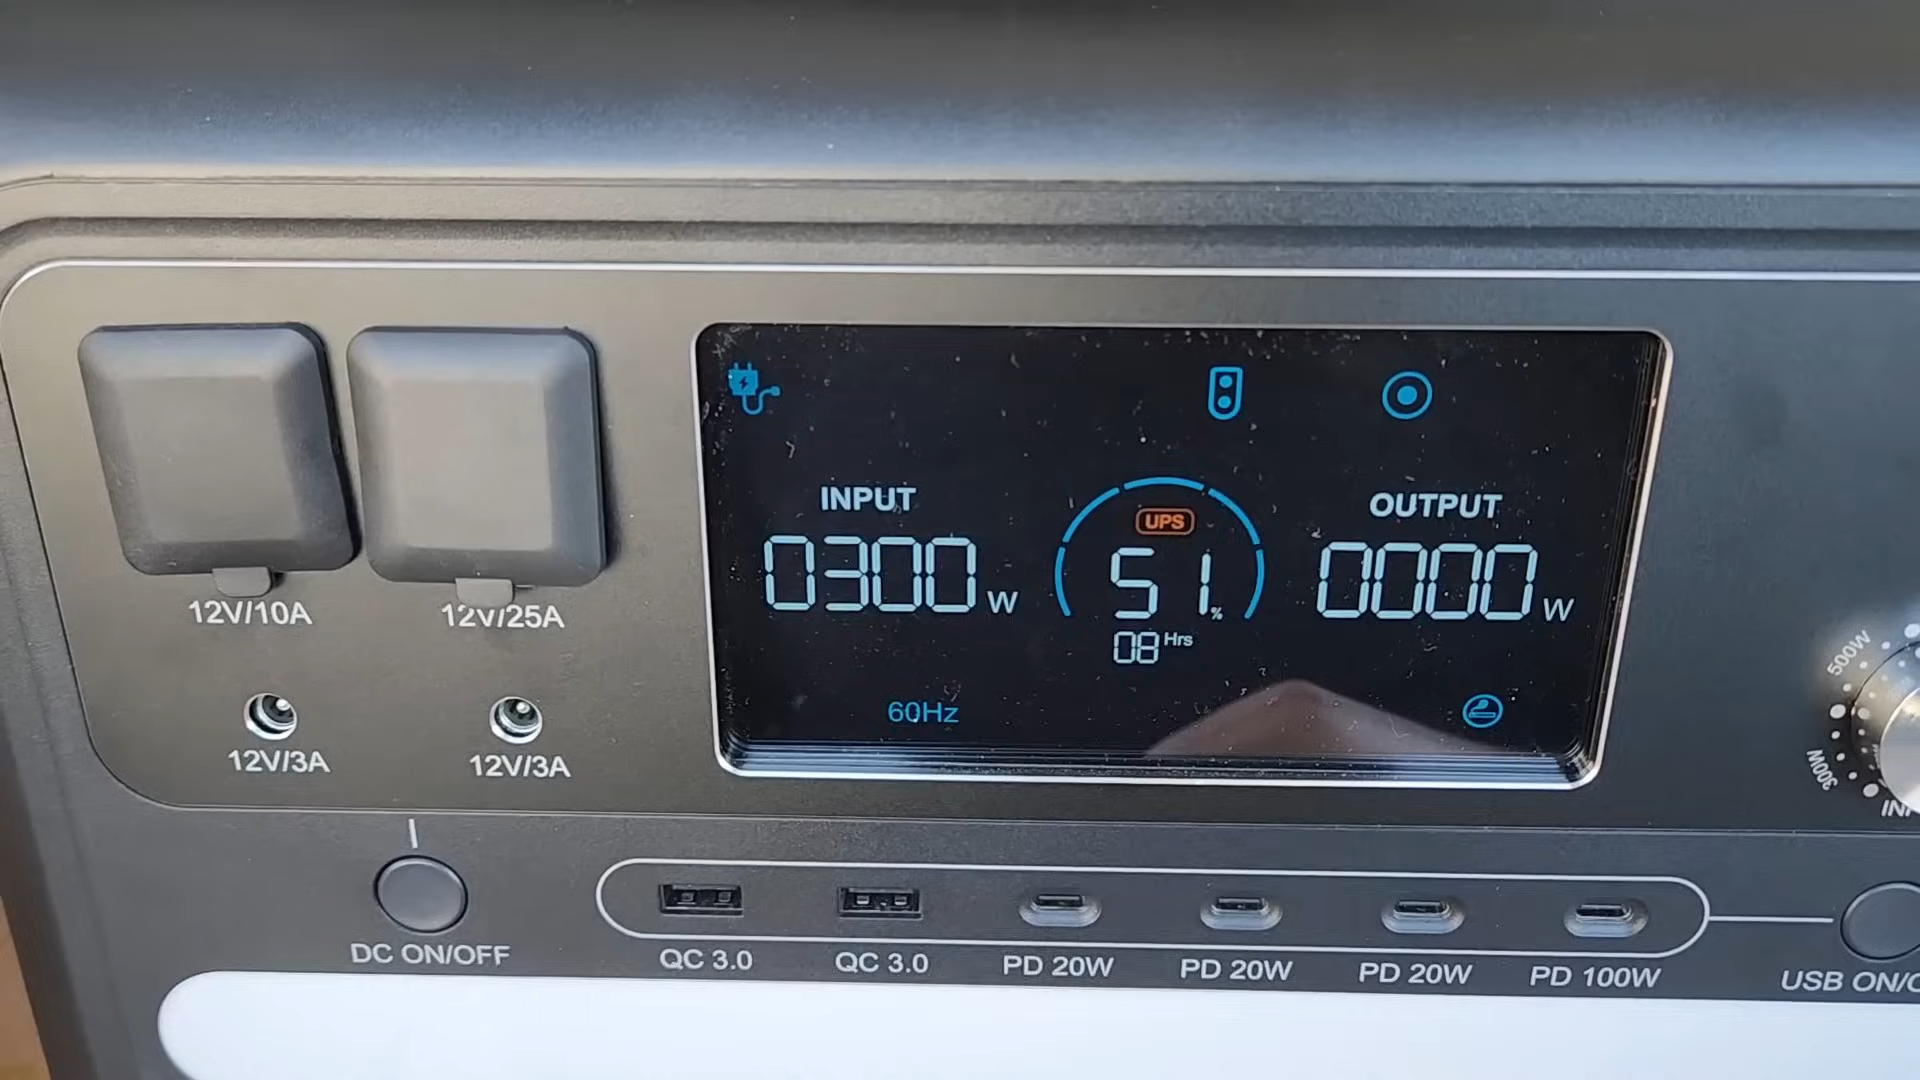 INPUT
0300 W
UPS
51 %
08 Hrs
OUTPUT
0000 W
60Hz
12V/10A
12V/25A
12V/3A
12V/3A
500W
300W
DC ON/OFF
QC 3.0
QC 3.0
PD 20W
PD 20W
PD 20W
PD 100W
USB ON/